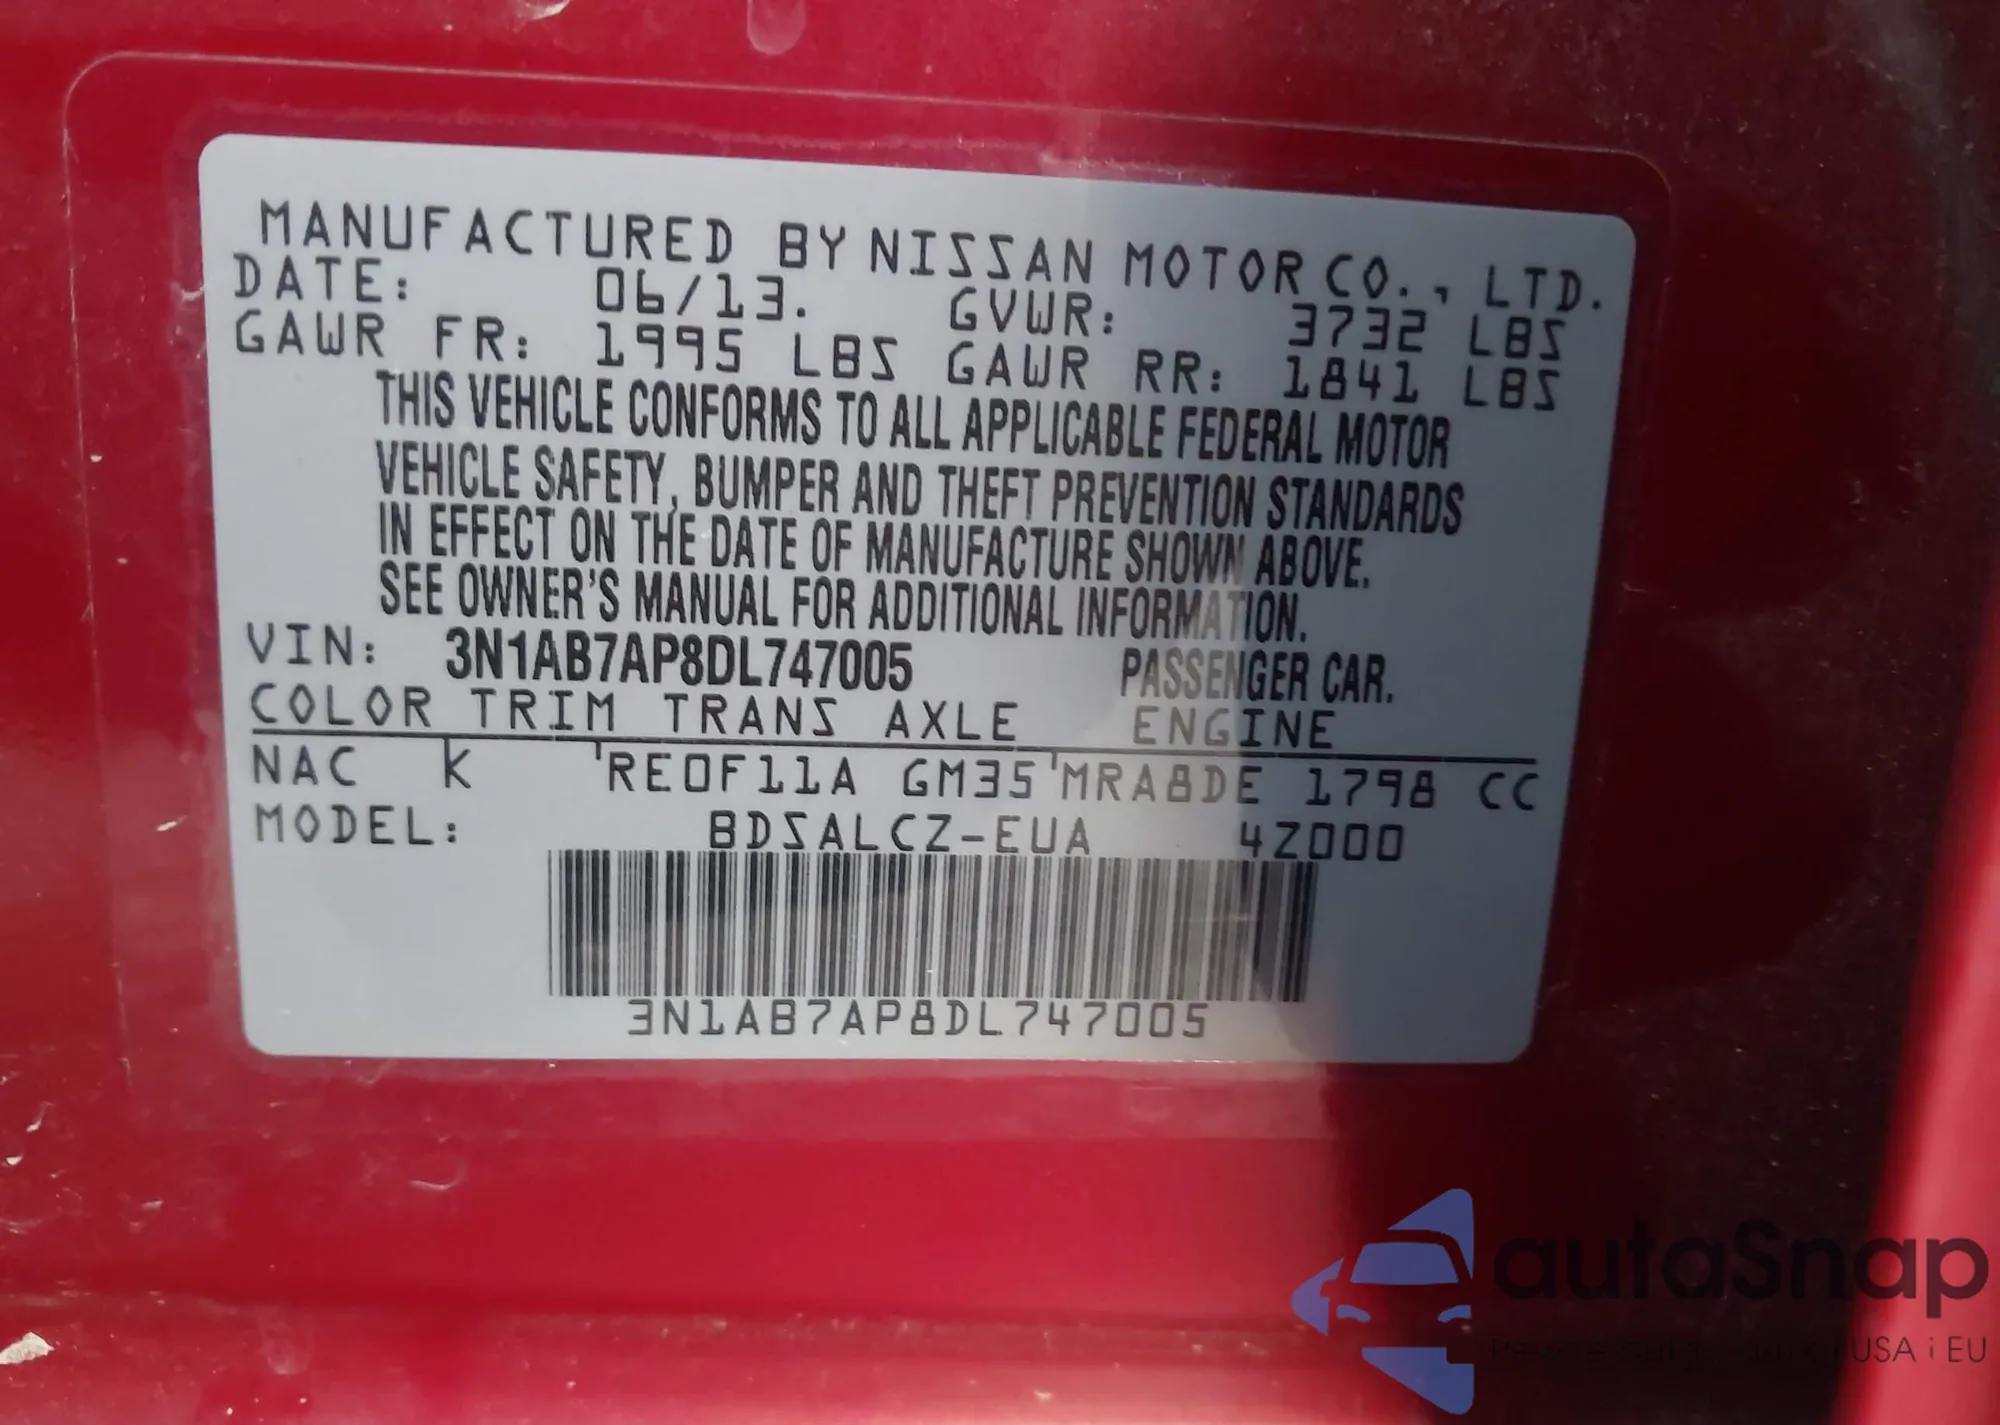 MANUFACTURED BY NISSAN MOTOR CO., LTD.
DATE: 06/13. GVWR: 3732 LBS
GAWR FR: 1995 LBS GAWR RR: 1841 LBS
THIS VEHICLE CONFORMS TO ALL APPLICABLE FEDERAL MOTOR
VEHICLE SAFETY, BUMPER AND THEFT PREVENTION STANDARDS
IN EFFECT ON THE DATE OF MANUFACTURE SHOWN ABOVE.
SEE OWNER'S MANUAL FOR ADDITIONAL INFORMATION.
VIN: 3N1AB7AP8DL747005 PASSENGER CAR.
COLOR TRIM TRANS AXLE ENGINE
NAC K RE0F11A GM35 MRA8DE 1798 CC
MODEL: BDSALCZ-EUA 4Z000
3N1AB7AP8DL747005
autaSnap
USA i EU